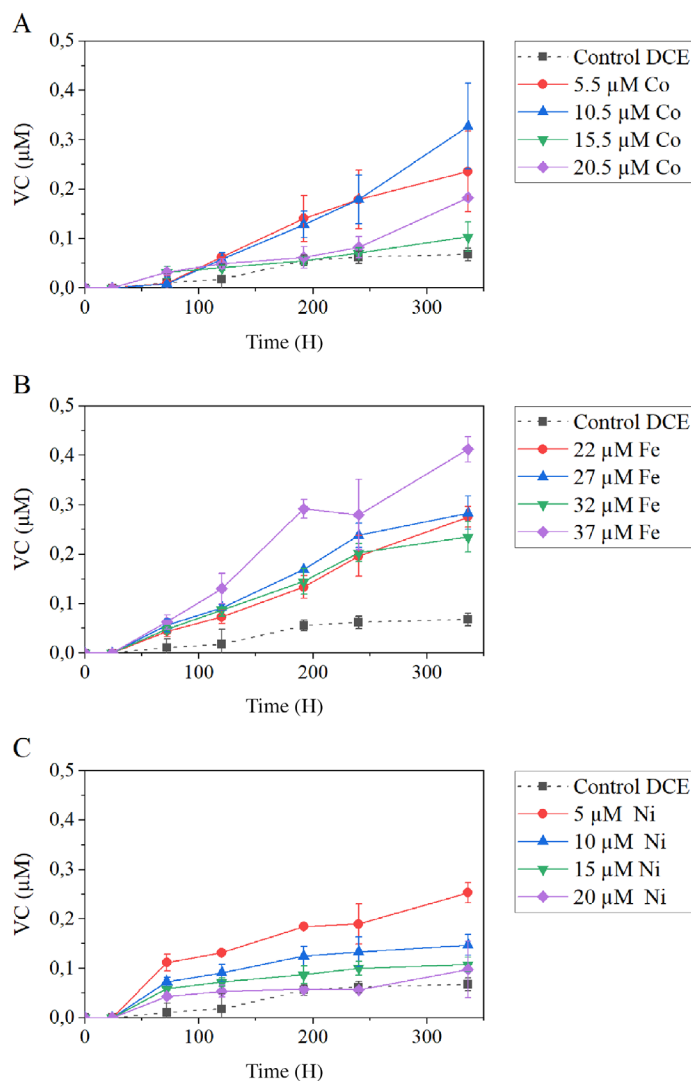 A
0,5
0,4
0,3
0,2
0,1
0,0
VC (µM)
0
100
200
300
Time (H)
Control DCE
5.5 µM Co
10.5 µM Co
15.5 µM Co
20.5 µM Co
B
0,5
0,4
0,3
0,2
0,1
0,0
VC (µM)
0
100
200
300
Time (H)
Control DCE
22 µM Fe
27 µM Fe
32 µM Fe
37 µM Fe
C
0,5
0,4
0,3
0,2
0,1
0,0
VC (µM)
0
100
200
300
Time (H)
Control DCE
5 µM Ni
10 µM Ni
15 µM Ni
20 µM Ni